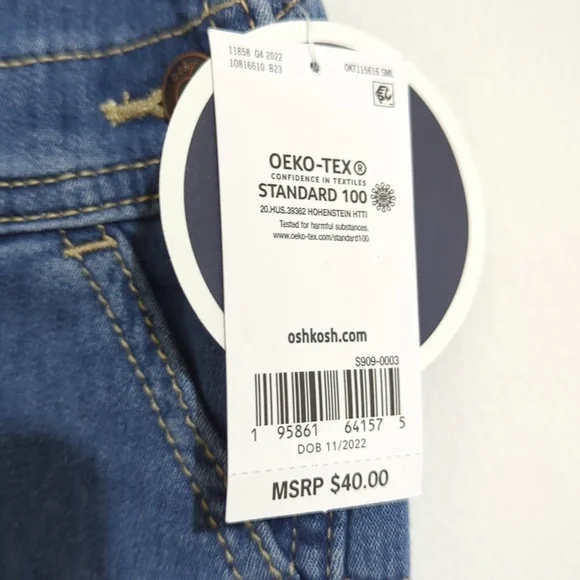 11858 Q4 2022
10816610 B23
OKT115616 SML
OEKO-TEX®
CONFIDENCE IN TEXTILES
STANDARD 100
20.HUS.39362 HOHENSTEIN HTTI
Tested for harmful substances.
www.oeko-tex.com/standard100
oshkosh.com
S909-0003
1 95861 64157 5
DOB 11/2022
MSRP $40.00